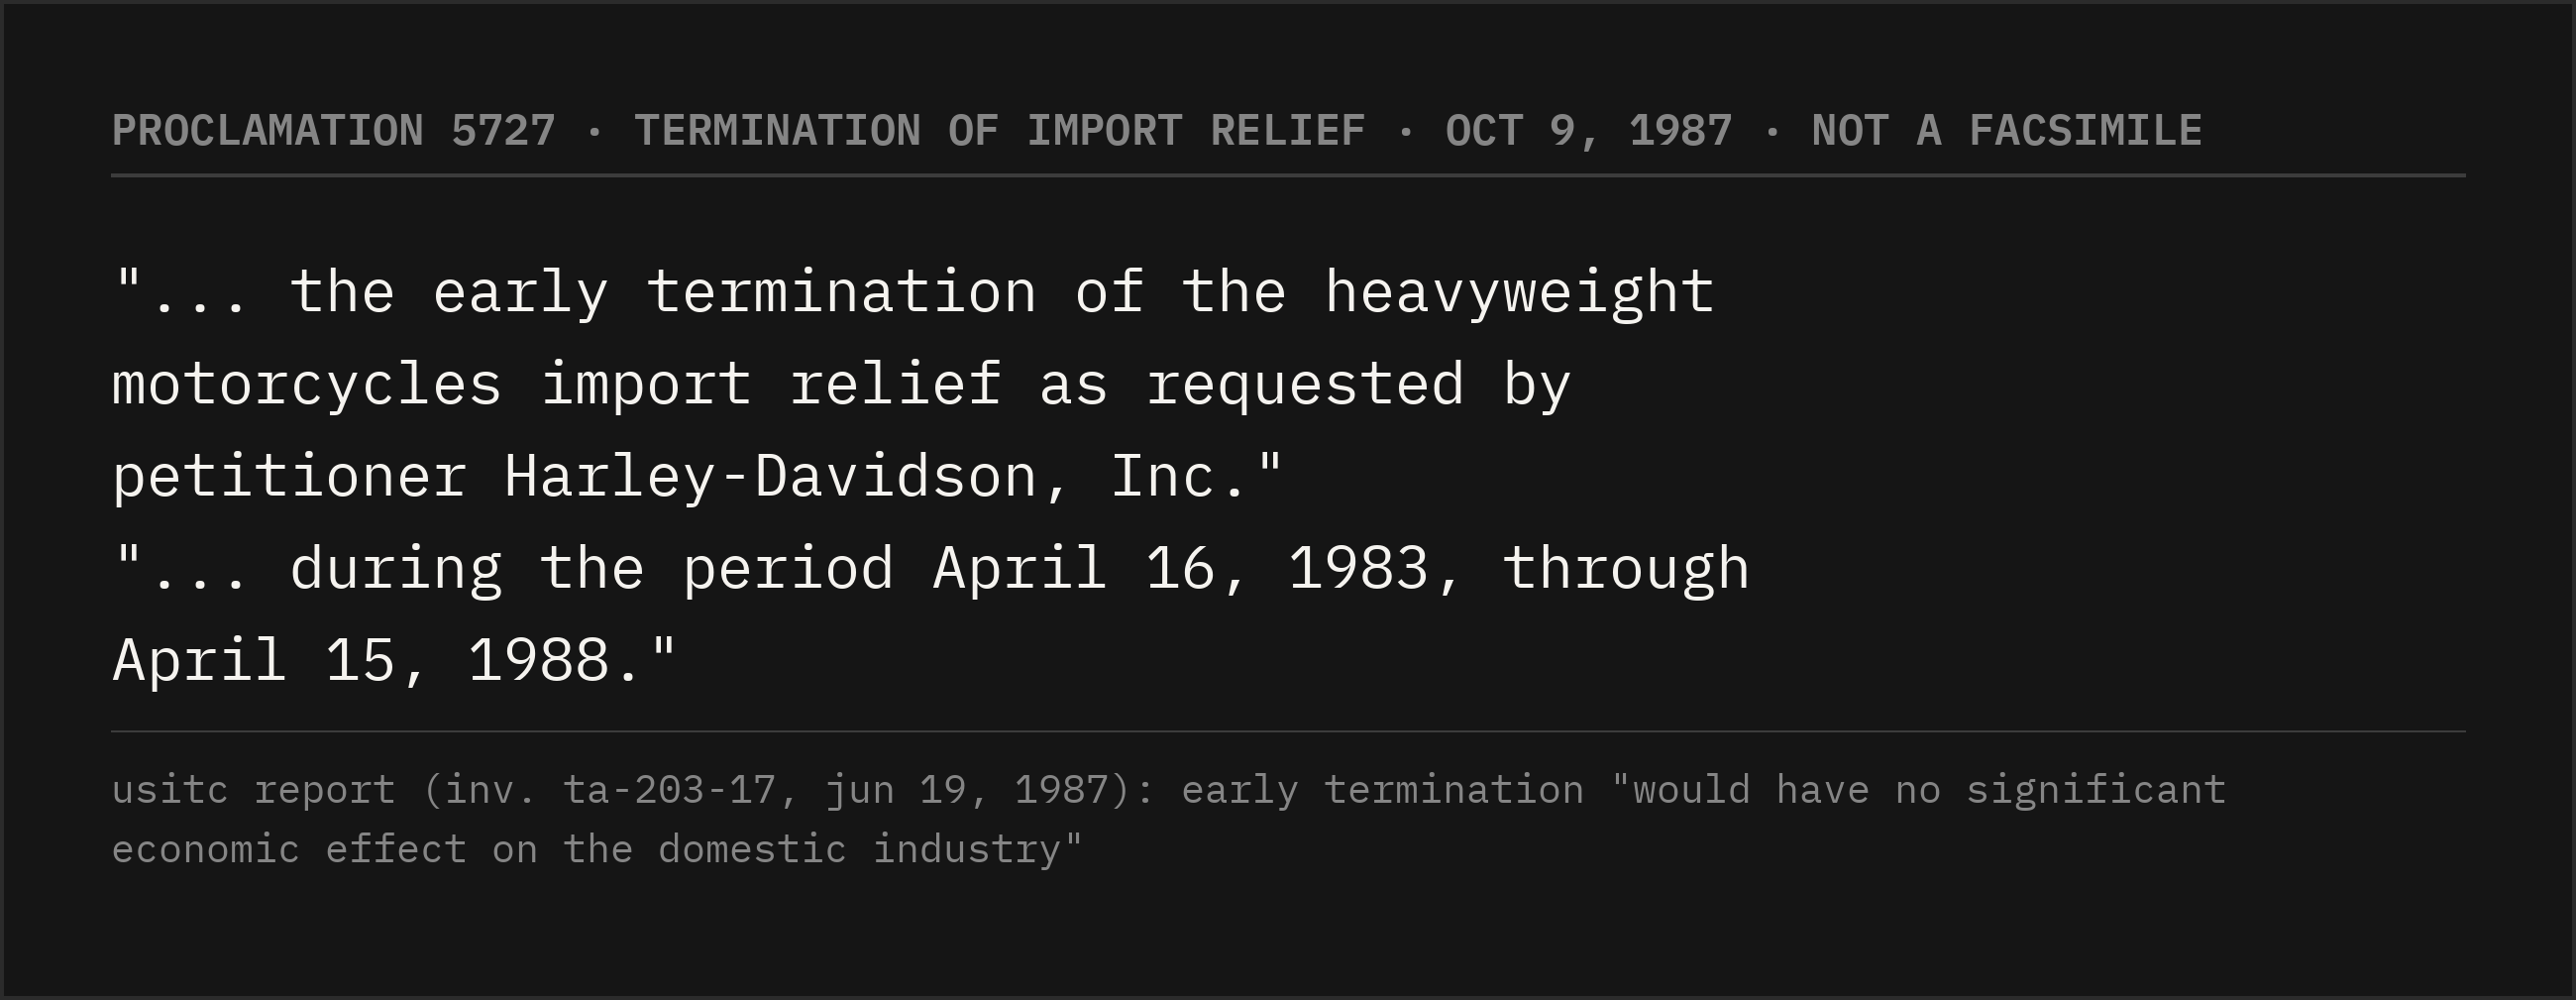 PROCLAMATION 5727 · TERMINATION OF IMPORT RELIEF · OCT 9, 1987 · NOT A FACSIMILE
"... the early termination of the heavyweight
motorcycles import relief as requested by
petitioner Harley-Davidson, Inc."
"... during the period April 16, 1983, through
April 15, 1988."
usitc report (inv. ta-203-17, jun 19, 1987): early termination "would have no significant
economic effect on the domestic industry"